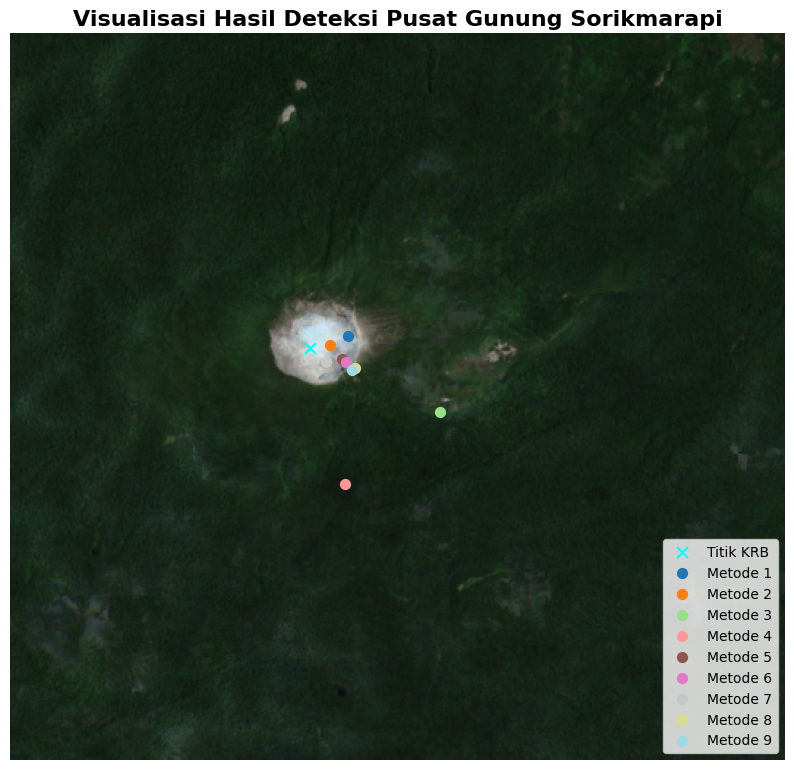 Visualisasi Hasil Deteksi Pusat Gunung Sorikmarapi
Titik KRB
Metode 1
Metode 2
Metode 3
Metode 4
Metode 5
Metode 6
Metode 7
Metode 8
Metode 9